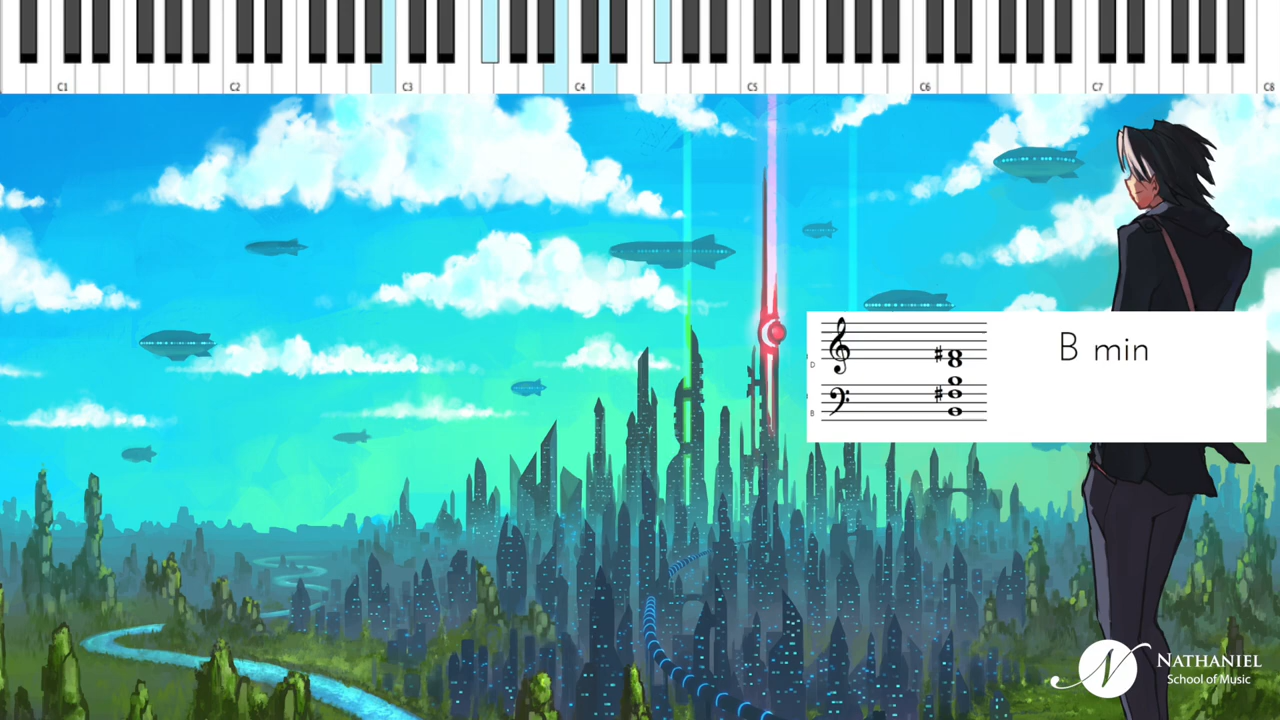 C1 C2 C3 C4 C5 C6 C7 C8
B min
D
B
NATHANIEL
School of Music